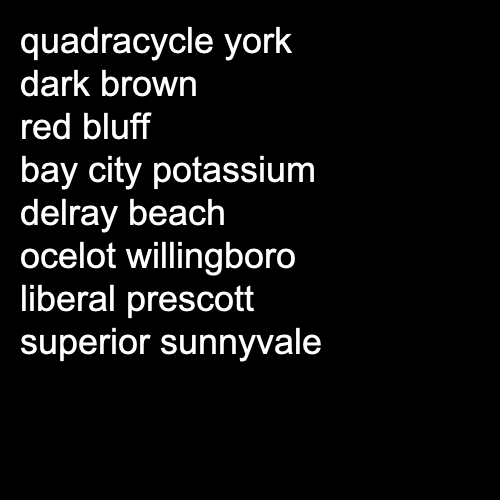 quadracycle york
dark brown
red bluff
bay city potassium
delray beach
ocelot willingboro
liberal prescott
superior sunnyvale